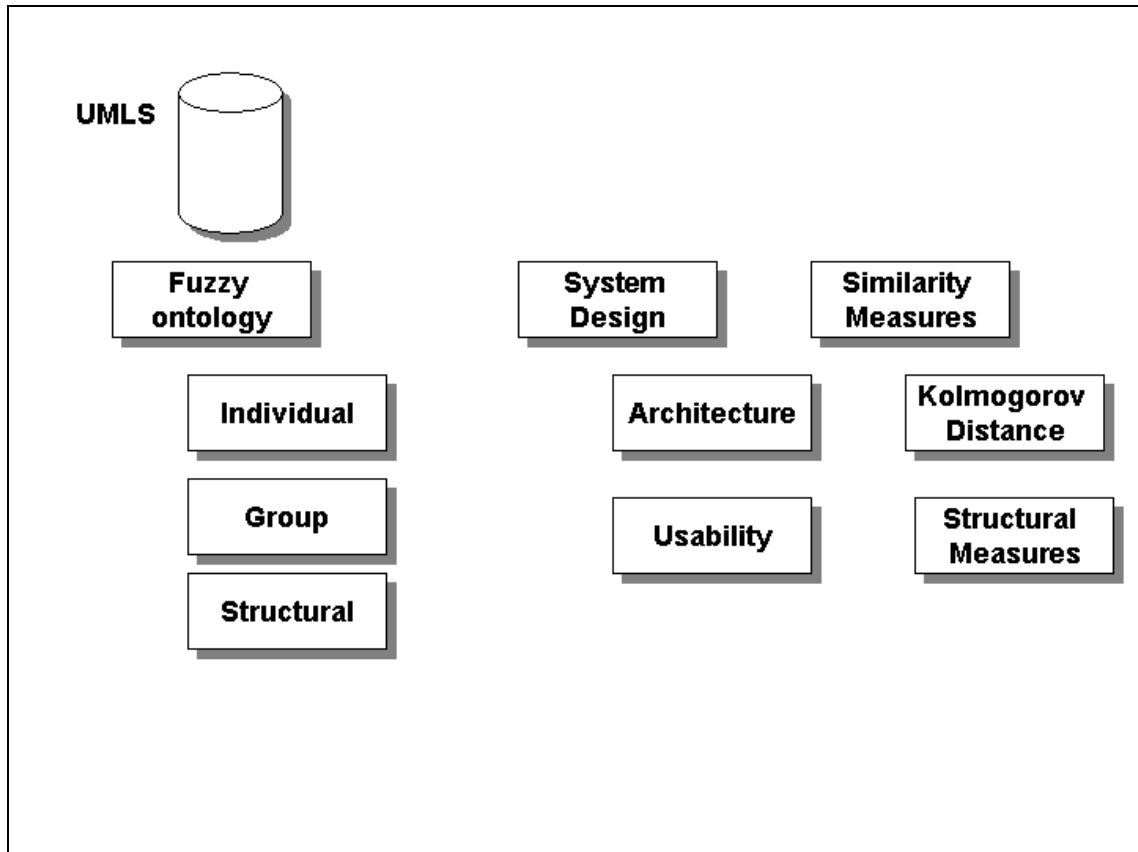 UMLS
Fuzzy
ontology
System
Design
Similarity
Measures
Individual
Architecture
Kolmogorov
Distance
Group
Usability
Structural
Measures
Structural